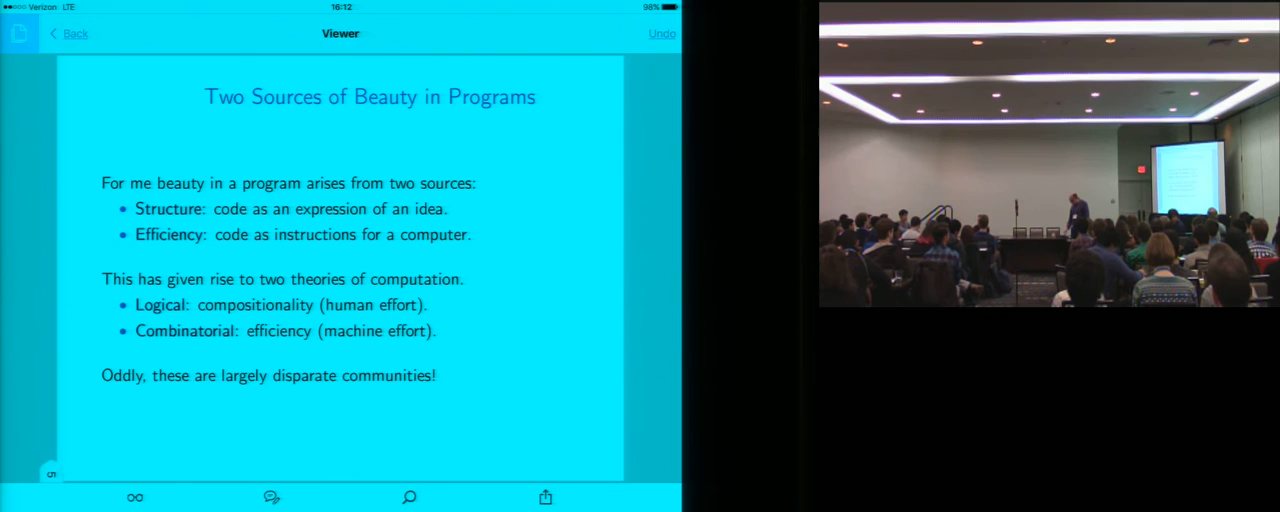 Verizon LTE
16:12
98%
Back
Viewer
Undo
Two Sources of Beauty in Programs
For me beauty in a program arises from two sources:
• Structure: code as an expression of an idea.
• Efficiency: code as instructions for a computer.
This has given rise to two theories of computation.
• Logical: compositionality (human effort).
• Combinatorial: efficiency (machine effort).
Oddly, these are largely disparate communities!
5